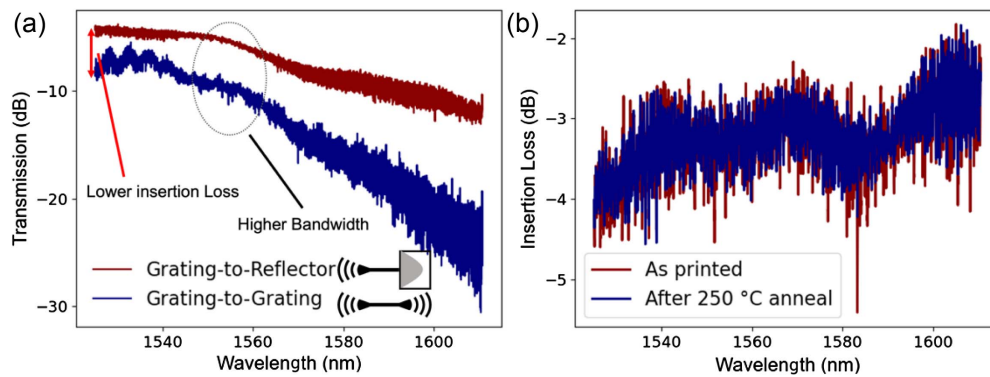 (a)
Transmission (dB)
−10
−20
−30
Lower insertion Loss
Higher Bandwidth
Grating-to-Reflector
Grating-to-Grating
1540
1560
1580
1600
Wavelength (nm)
(b)
Insertion Loss (dB)
−2
−3
−4
−5
As printed
After 250 °C anneal
1540
1560
1580
1600
Wavelength (nm)